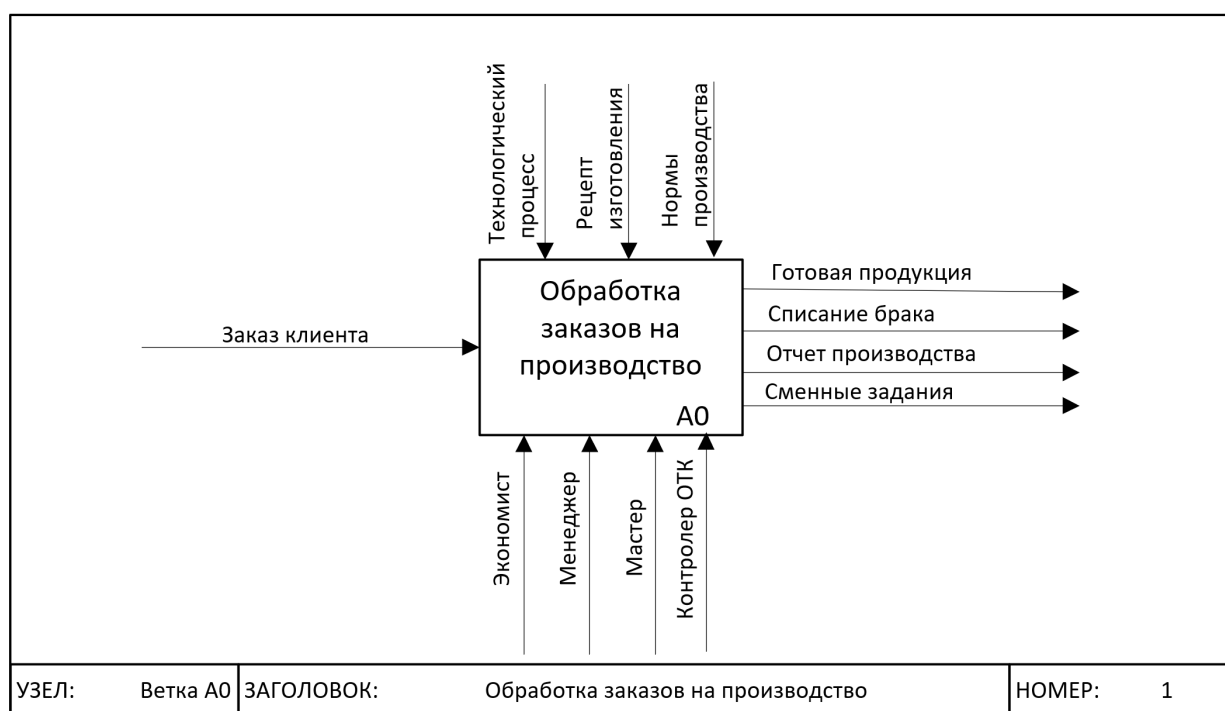 Технологический
процесс
Рецепт
изготовления
Нормы
производства
Заказ клиента
Обработка
заказов на
производство
А0
Готовая продукция
Списание брака
Отчет производства
Сменные задания
Экономист
Менеджер
Мастер
Контролер ОТК
УЗЕЛ: Ветка А0 ЗАГОЛОВОК: Обработка заказов на производство НОМЕР: 1